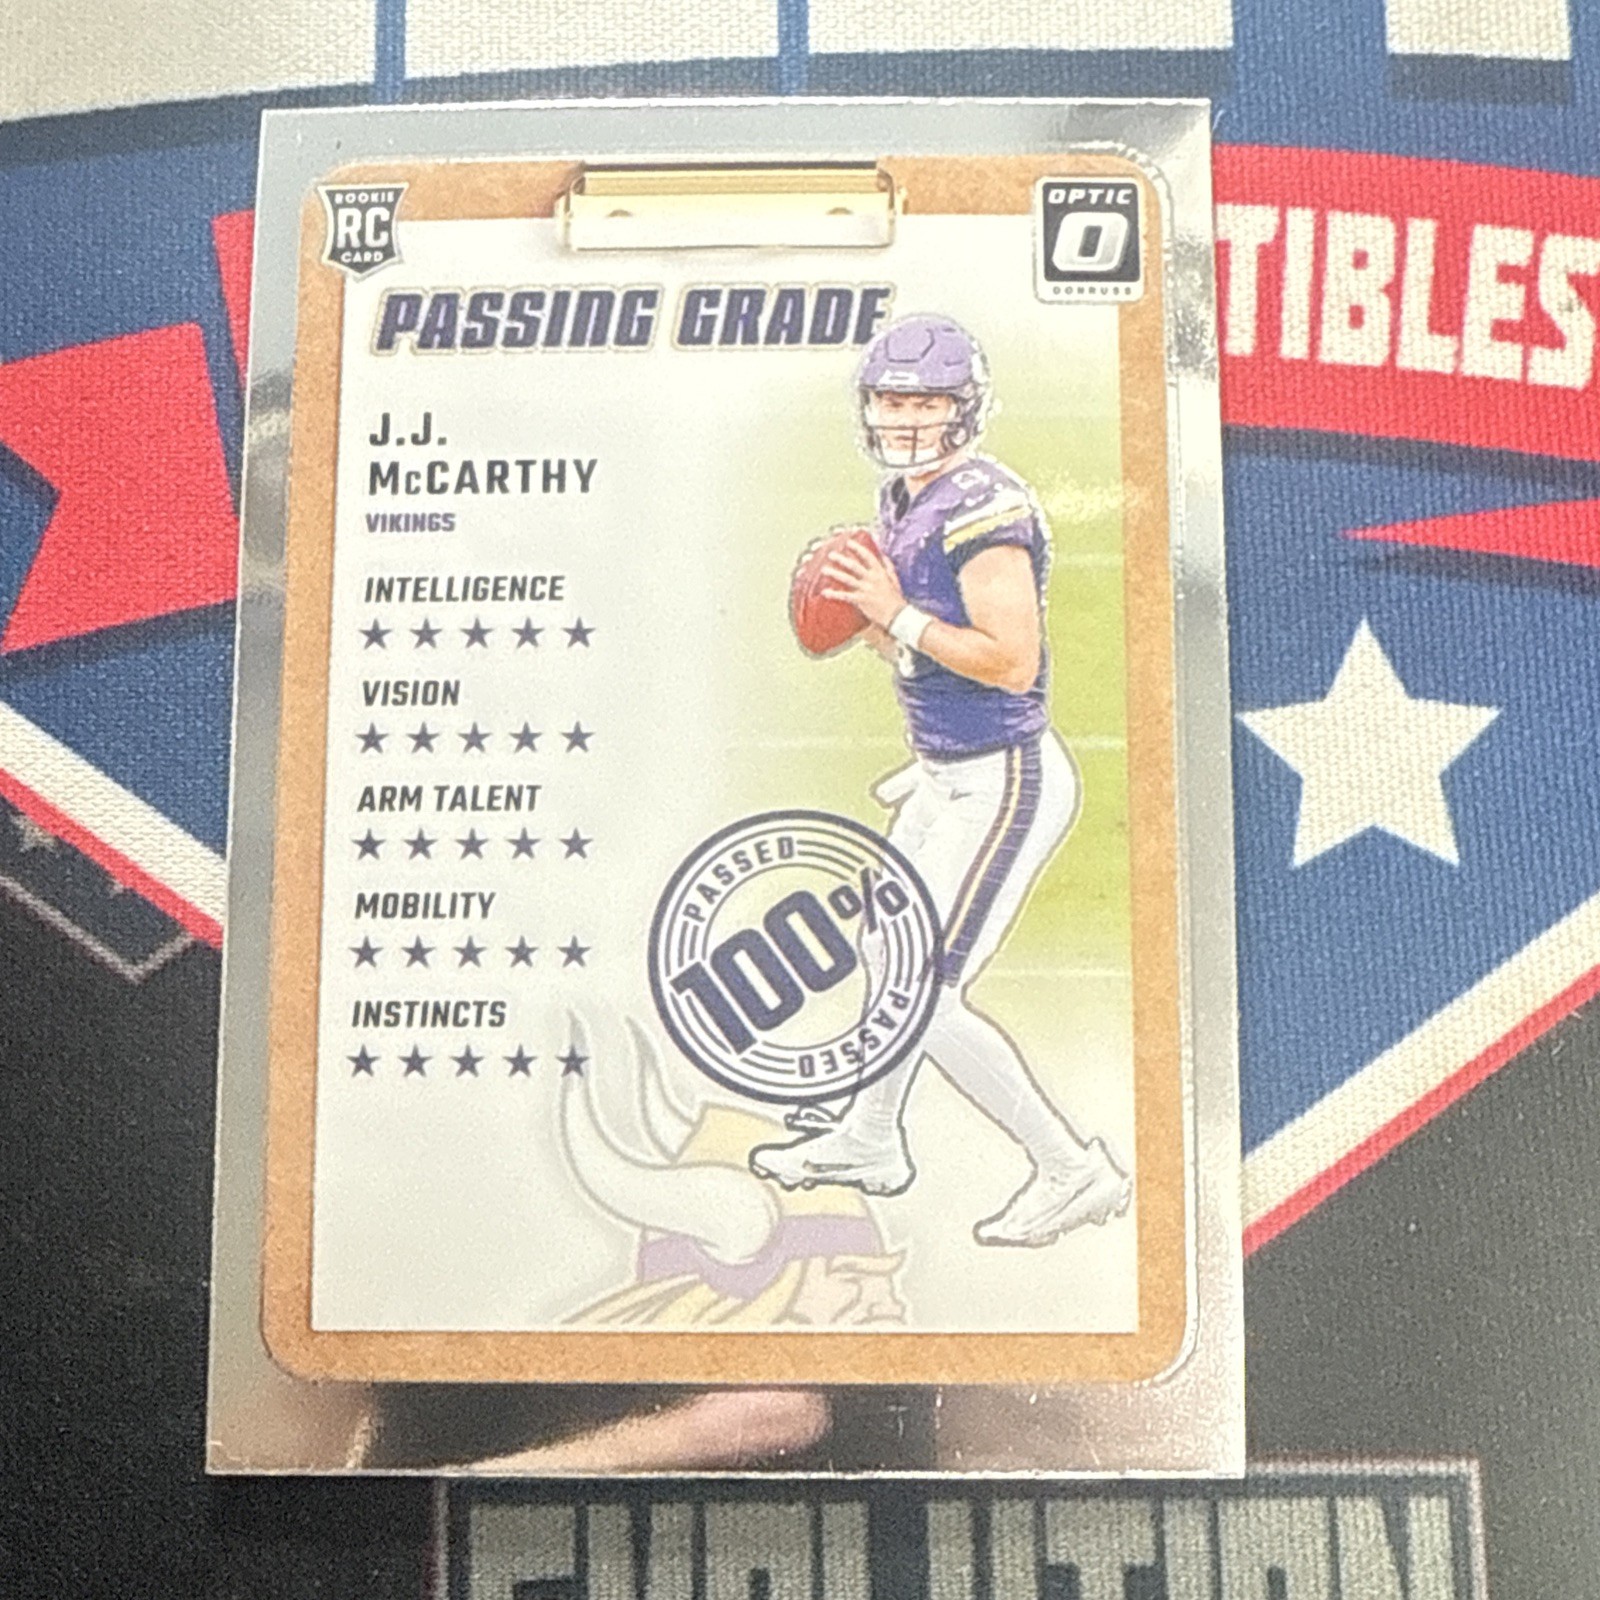 TIBLES
ROOKIE
RC
CARD
OPTIC
O
DONRUSS
PASSING GRADE
J.J.
McCARTHY
VIKINGS
INTELLIGENCE
VISION
ARM TALENT
MOBILITY
INSTINCTS
PASSED
100%
PASSED
EVOLUTION